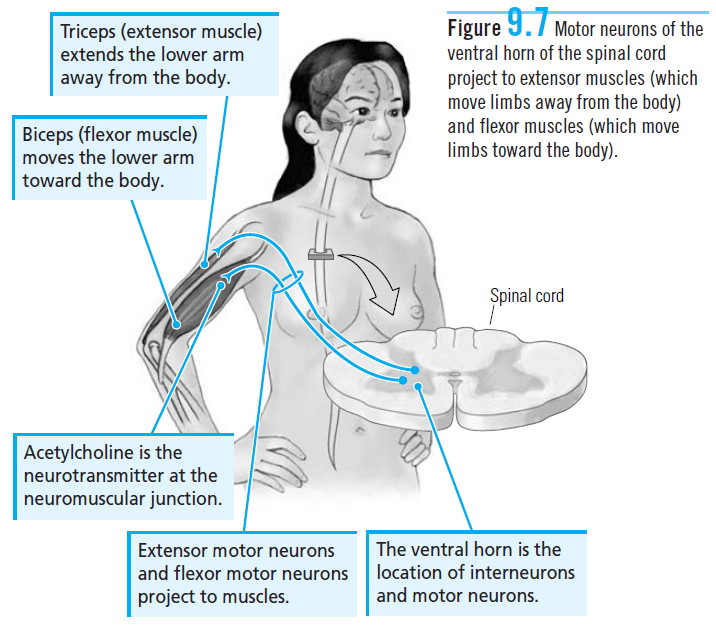 Triceps (extensor muscle)
extends the lower arm
away from the body.
Biceps (flexor muscle)
moves the lower arm
toward the body.
Figure 9.7 Motor neurons of the
ventral horn of the spinal cord
project to extensor muscles (which
move limbs away from the body)
and flexor muscles (which move
limbs toward the body).
Spinal cord
Acetylcholine is the
neurotransmitter at the
neuromuscular junction.
Extensor motor neurons
and flexor motor neurons
project to muscles.
The ventral horn is the
location of interneurons
and motor neurons.